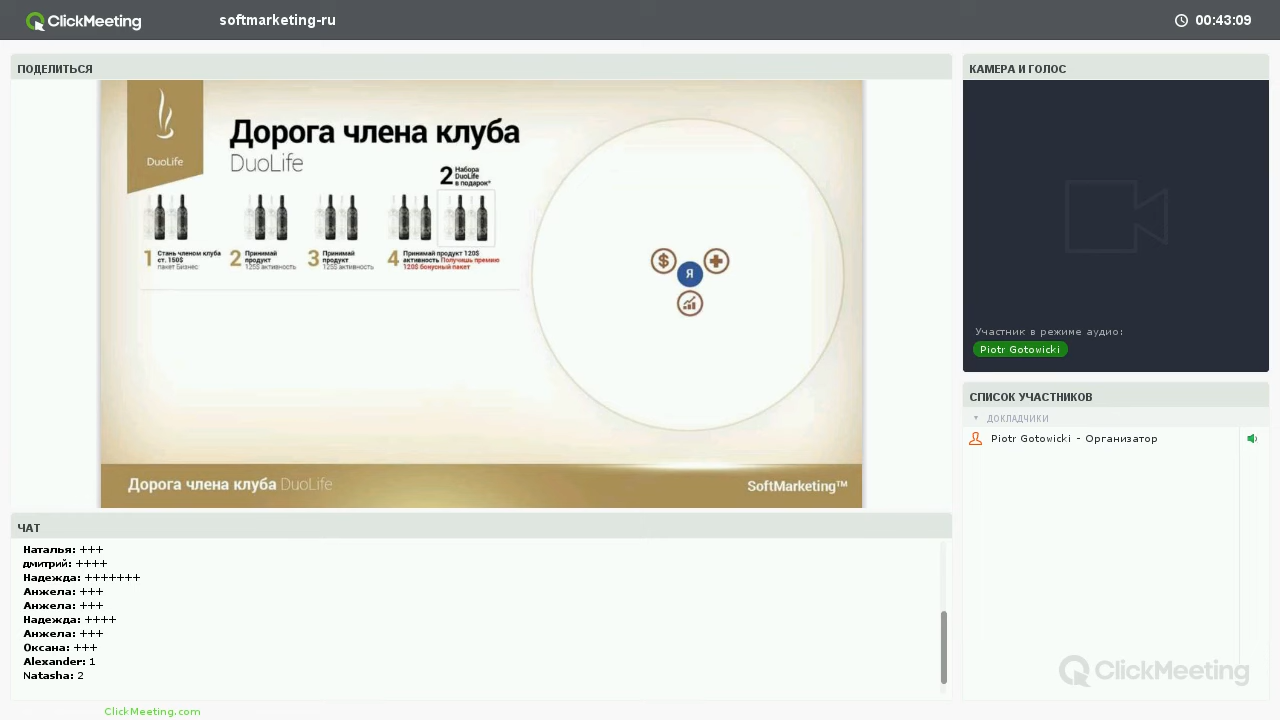 ClickMeeting
softmarketing-ru
00:43:09
ПОДЕЛИТЬСЯ
DuoLife
Дорога члена клуба
DuoLife
2 Набора
DuoLife
в подарок*
1 Стань членом клуба
ст. 150$
пакет Бизнес
2 Принимай
продукт
125$ активность
3 Принимай
продукт
125$ активность
4 Принимай продукт 120$
активность Получишь премию
120$ бонусный пакет
$
Я
Дорога члена клуба DuoLife
SoftMarketing™
КАМЕРА И ГОЛОС
Участник в режиме аудио:
Piotr Gotowicki
СПИСОК УЧАСТНИКОВ
ДОКЛАДЧИКИ
Piotr Gotowicki - Организатор
ClickMeeting
ЧАТ
Наталья: +++
дмитрий: ++++
Надежда: +++++++
Анжела: +++
Анжела: +++
Надежда: ++++
Анжела: +++
Оксана: +++
Alexander: 1
Natasha: 2
ClickMeeting.com